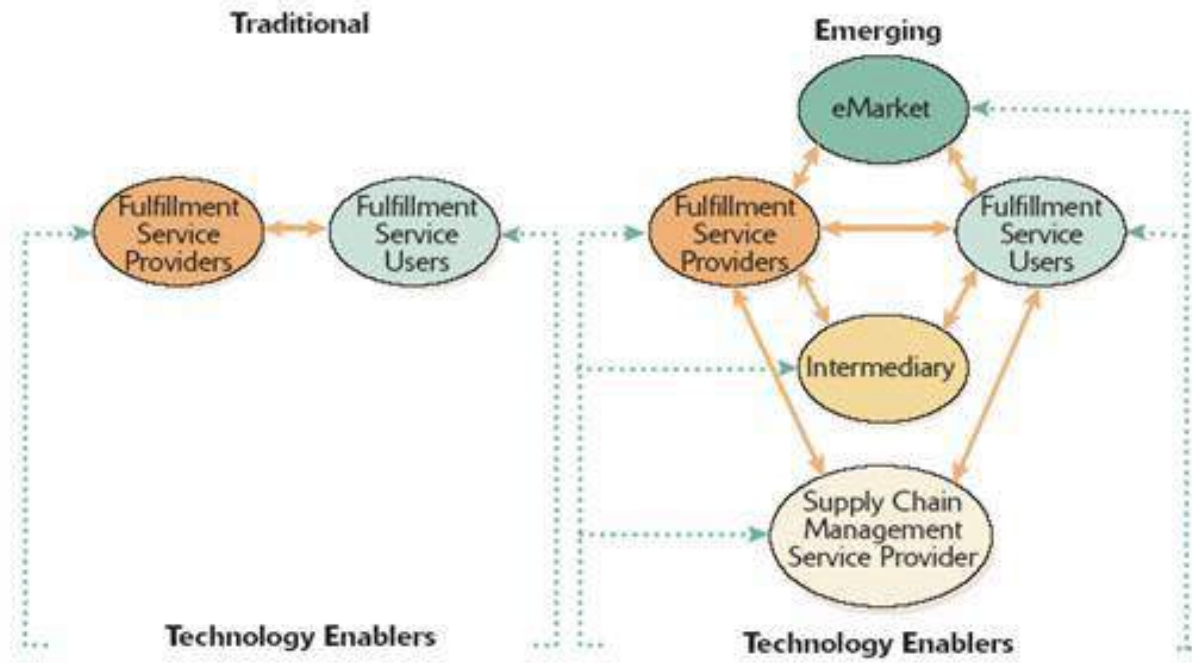 Traditional
Fulfillment
Service
Providers
Fulfillment
Service
Users
Technology Enablers
Emerging
eMarket
Fulfillment
Service
Providers
Fulfillment
Service
Users
Intermediary
Supply Chain
Management
Service Provider
Technology Enablers